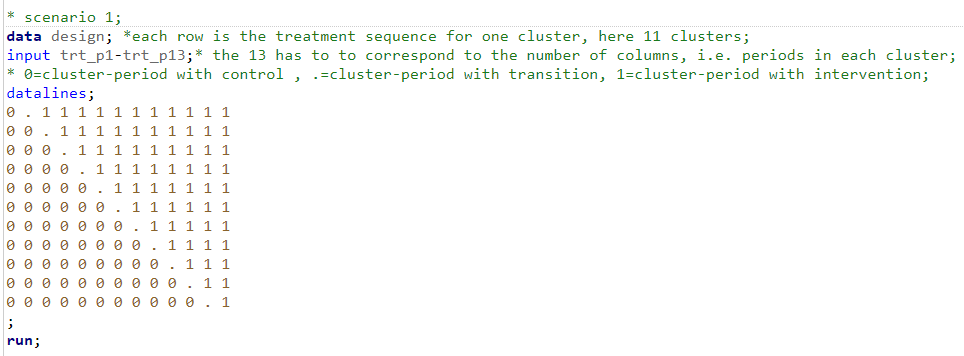 * scenario 1;
data design; *each row is the treatment sequence for one cluster, here 11 clusters;
input trt_p1-trt_p13;* the 13 has to to correspond to the number of columns, i.e. periods in each cluster;
* 0=cluster-period with control , .=cluster-period with transition, 1=cluster-period with intervention;
datalines;
0 . 1 1 1 1 1 1 1 1 1 1 1
0 0 . 1 1 1 1 1 1 1 1 1 1
0 0 0 . 1 1 1 1 1 1 1 1 1
0 0 0 0 . 1 1 1 1 1 1 1 1
0 0 0 0 0 . 1 1 1 1 1 1 1
0 0 0 0 0 0 . 1 1 1 1 1 1
0 0 0 0 0 0 0 . 1 1 1 1 1
0 0 0 0 0 0 0 0 . 1 1 1 1
0 0 0 0 0 0 0 0 0 . 1 1 1
0 0 0 0 0 0 0 0 0 0 . 1 1
0 0 0 0 0 0 0 0 0 0 0 . 1
;
run;